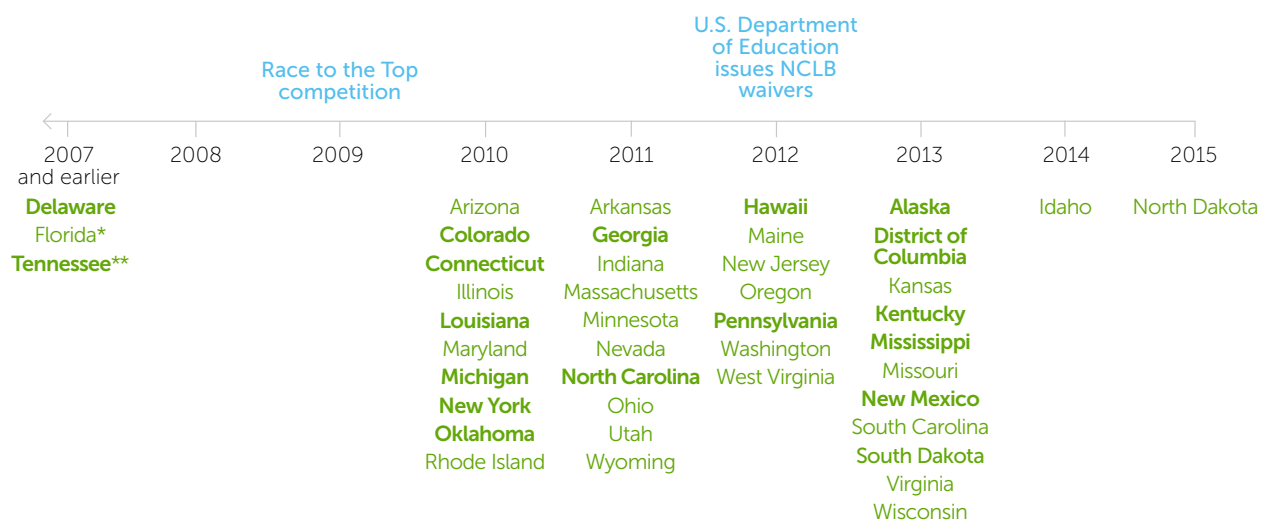 Race to the Top
competition
U.S. Department
of Education
issues NCLB
waivers
2007
and earlier
2008
2009
2010
2011
2012
2013
2014
2015
Delaware
Florida*
Tennessee**
Arizona
Colorado
Connecticut
Illinois
Louisiana
Maryland
Michigan
New York
Oklahoma
Rhode Island
Arkansas
Georgia
Indiana
Massachusetts
Minnesota
Nevada
North Carolina
Ohio
Utah
Wyoming
Hawaii
Maine
New Jersey
Oregon
Pennsylvania
Washington
West Virginia
Alaska
District of
Columbia
Kansas
Kentucky
Mississippi
Missouri
New Mexico
South Carolina
South Dakota
Virginia
Wisconsin
Idaho
North Dakota